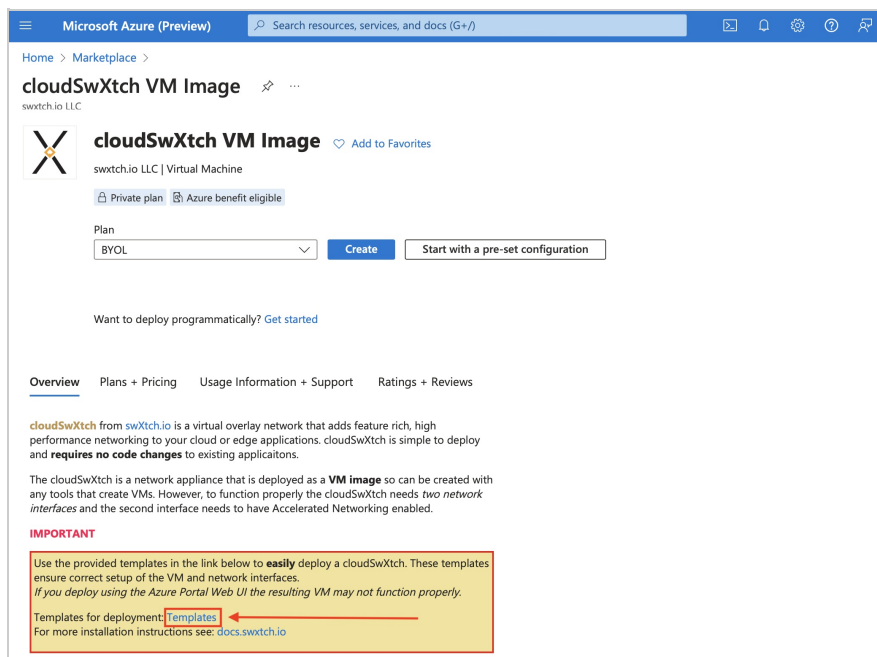 Microsoft Azure (Preview)
Search resources, services, and docs (G+/)
Home > Marketplace >
cloudSwXtch VM Image
swxtch.io LLC
cloudSwXtch VM Image
Add to Favorites
swxtch.io LLC | Virtual Machine
Private plan
Azure benefit eligible
Plan
BYOL
Create
Start with a pre-set configuration
Want to deploy programmatically? Get started
Overview
Plans + Pricing
Usage Information + Support
Ratings + Reviews
cloudSwXtch from swXtch.io is a virtual overlay network that adds feature rich, high
performance networking to your cloud or edge applications. cloudSwXtch is simple to deploy
and requires no code changes to existing applicaitons.
The cloudSwXtch is a network appliance that is deployed as a VM image so can be created with
any tools that create VMs. However, to function properly the cloudSwXtch needs two network
interfaces and the second interface needs to have Accelerated Networking enabled.
IMPORTANT
Use the provided templates in the link below to easily deploy a cloudSwXtch. These templates
ensure correct setup of the VM and network interfaces.
If you deploy using the Azure Portal Web UI the resulting VM may not function properly.
Templates for deployment: Templates
For more installation instructions see: docs.swxtch.io